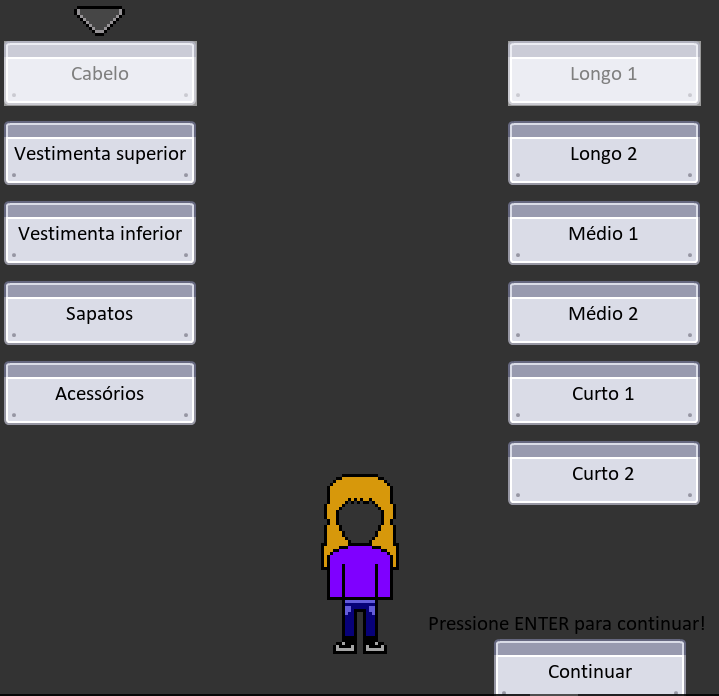 Cabelo
Vestimenta superior
Vestimenta inferior
Sapatos
Acessórios
Longo 1
Longo 2
Médio 1
Médio 2
Curto 1
Curto 2
Pressione ENTER para continuar!
Continuar